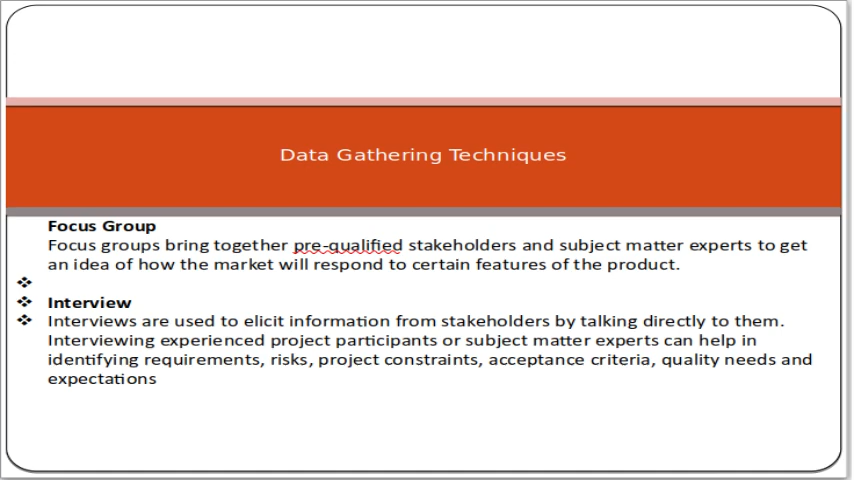 Data Gathering Techniques
Focus Group
Focus groups bring together pre-qualified stakeholders and subject matter experts to get
an idea of how the market will respond to certain features of the product.
❖
❖ Interview
❖ Interviews are used to elicit information from stakeholders by talking directly to them.
Interviewing experienced project participants or subject matter experts can help in
identifying requirements, risks, project constraints, acceptance criteria, quality needs and
expectations